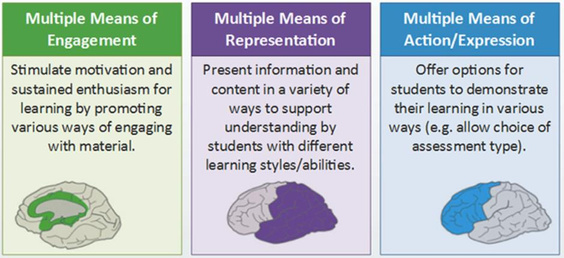 Multiple Means of
Engagement
Stimulate motivation and
sustained enthusiasm for
learning by promoting
various ways of engaging
with material.
Multiple Means of
Representation
Present information and
content in a variety of
ways to support
understanding by
students with different
learning styles/abilities.
Multiple Means of
Action/Expression
Offer options for
students to demonstrate
their learning in various
ways (e.g. allow choice of
assessment type).